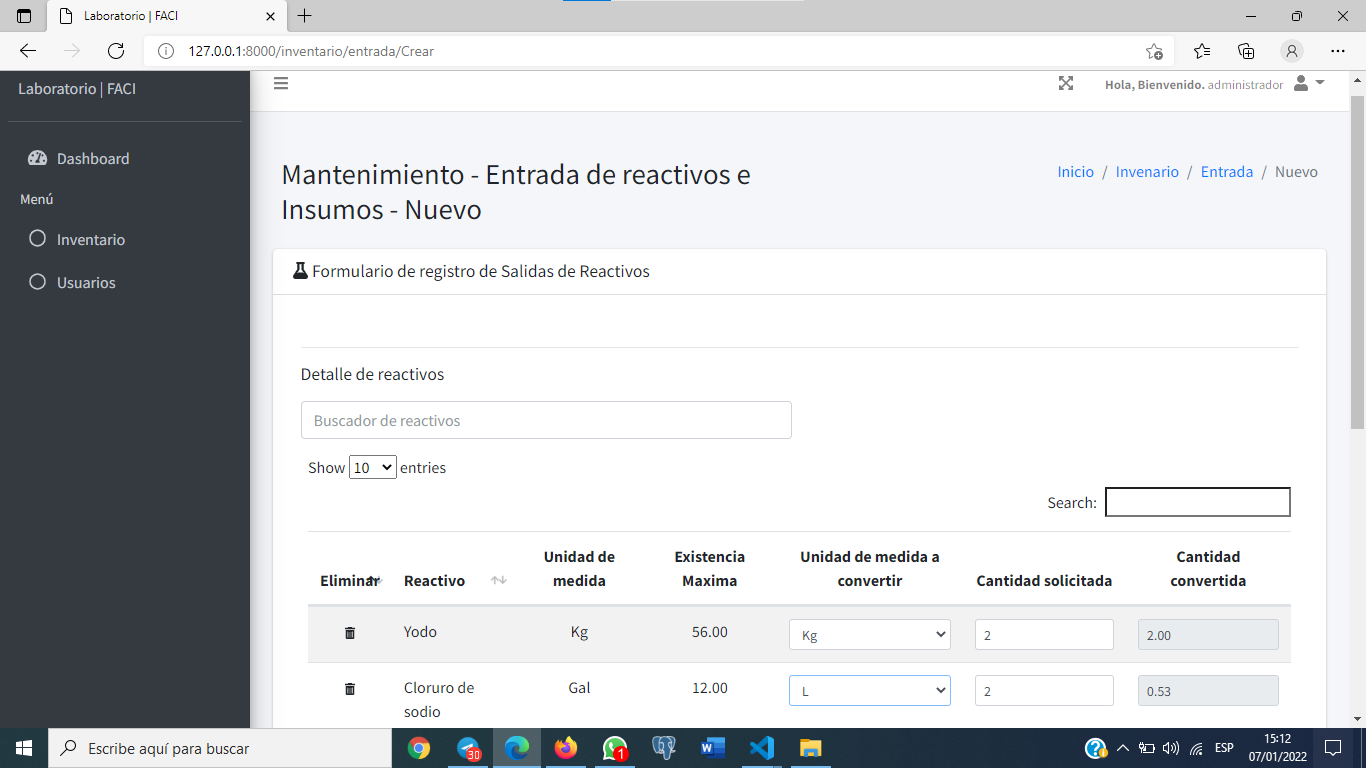 Laboratorio | FACI
127.0.0.1:8000/inventario/entrada/Crear
Laboratorio | FACI
Hola, Bienvenido. administrador
Dashboard
Menú
Inventario
Usuarios
Mantenimiento - Entrada de reactivos e
Insumos - Nuevo
Inicio / Invenario / Entrada / Nuevo
Formulario de registro de Salidas de Reactivos
Detalle de reactivos
Buscador de reactivos
Show 10 entries
Search:
Eliminar
Reactivo
Unidad de
medida
Existencia
Maxima
Unidad de medida a
convertir
Cantidad solicitada
Cantidad
convertida
Yodo Kg 56.00 Kg 2 2.00
Cloruro de Gal 12.00 L 2 0.53
sodio
Escribe aquí para buscar
30
1
W
ESP
15:12
07/01/2022